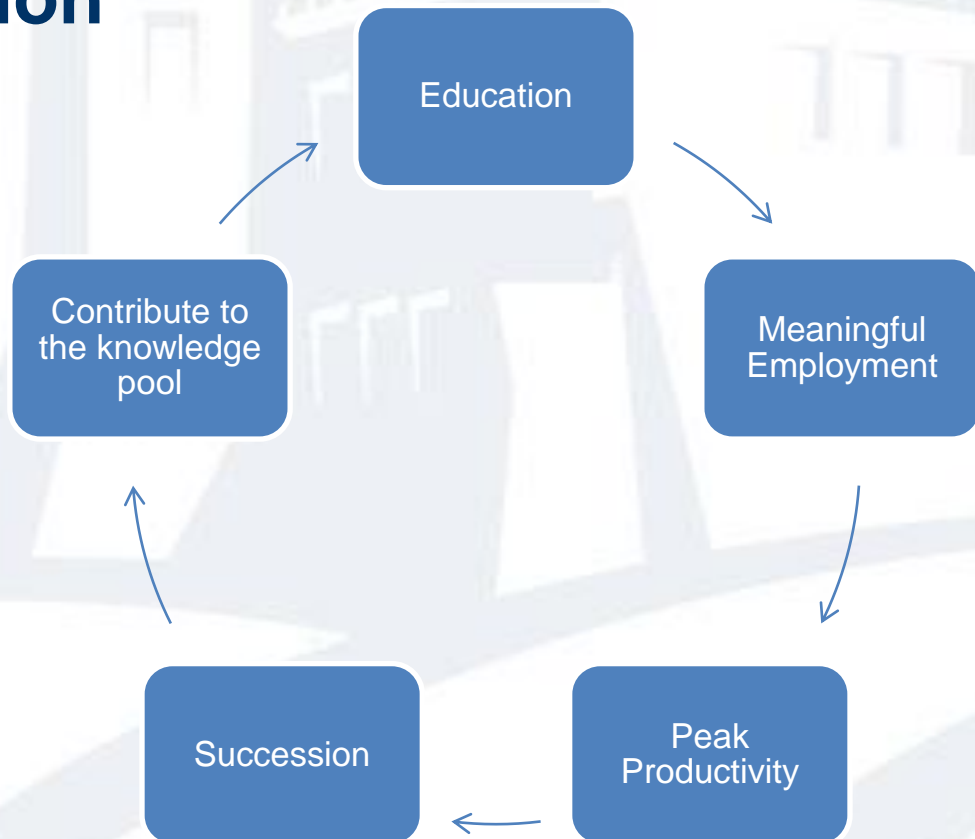 Education
Meaningful
Employment
Peak
Productivity
Succession
Contribute to
the knowledge
pool